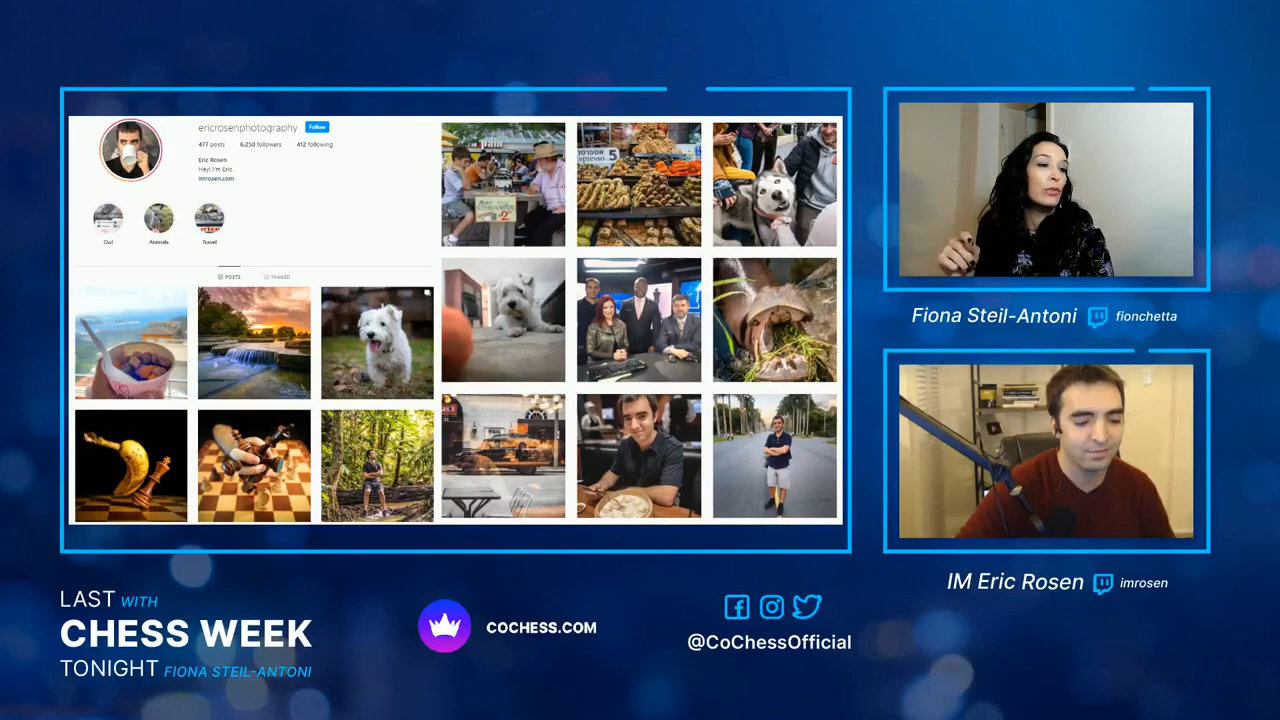 ericrosenphotography Follow
477 posts 6,250 followers 412 following
Eric Rosen
Hey! I'm Eric.
imrosen.com
Owl Animals Travel
POSTS TAGGED
espresso 5
Fiona Steil-Antoni fionchetta
IM Eric Rosen imrosen
LAST WITH
CHESS WEEK
TONIGHT FIONA STEIL-ANTONI
COCHESS.COM
@CoChessOfficial